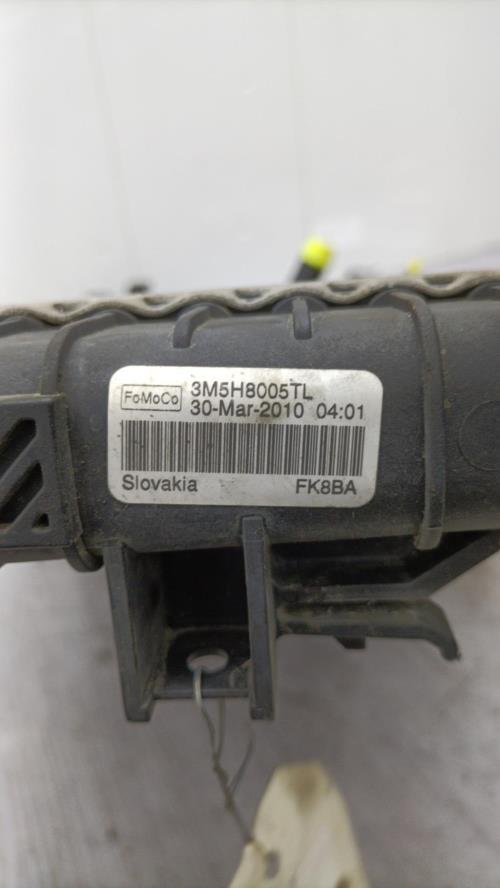 FoMoCo 3M5H8005TL
30-Mar-2010 04:01
Slovakia FK8BA